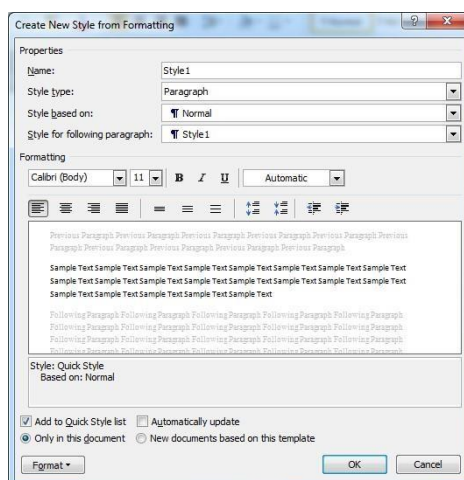 Create New Style from Formatting
Properties
Name: Style1
Style type: Paragraph
Style based on: ¶ Normal
Style for following paragraph: ¶ Style1
Formatting
Calibri (Body) 11 B I U Automatic
Previous Paragraph Previous Paragraph Previous Paragraph Previous Paragraph Previous Paragraph Previous
Paragraph Previous Paragraph Previous Paragraph Previous Paragraph Previous Paragraph
Sample Text Sample Text Sample Text Sample Text Sample Text Sample Text Sample Text Sample Text
Sample Text Sample Text Sample Text Sample Text Sample Text Sample Text Sample Text Sample Text
Sample Text Sample Text Sample Text Sample Text Sample Text
Following Paragraph Following Paragraph Following Paragraph Following Paragraph Following Paragraph
Following Paragraph Following Paragraph Following Paragraph Following Paragraph Following Paragraph
Following Paragraph Following Paragraph Following Paragraph Following Paragraph Following Paragraph
Following Paragraph Following Paragraph Following Paragraph Following Paragraph Following Paragraph
Style: Quick Style
Based on: Normal
Add to Quick Style list Automatically update
Only in this document New documents based on this template
Format OK Cancel